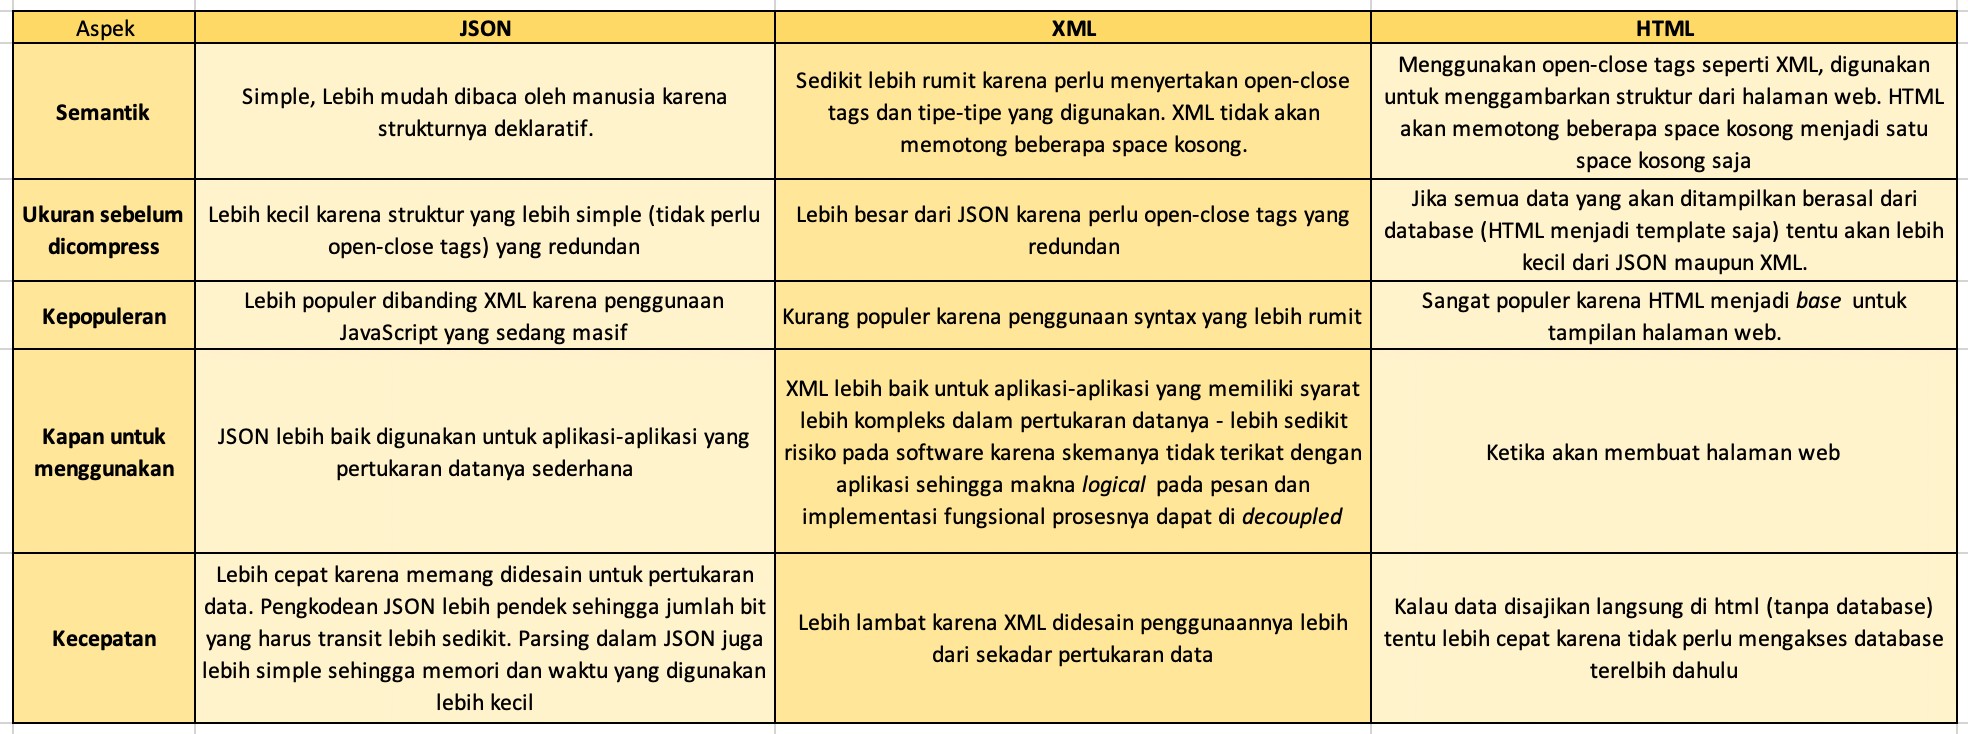 Aspek
JSON
XML
HTML
Semantik
Simple, Lebih mudah dibaca oleh manusia karena
strukturnya deklaratif.
Sedikit lebih rumit karena perlu menyertakan open-close
tags dan tipe-tipe yang digunakan. XML tidak akan
memotong beberapa space kosong.
Menggunakan open-close tags seperti XML, digunakan
untuk menggambarkan struktur dari halaman web. HTML
akan memotong beberapa space kosong menjadi satu
space kosong saja
Ukuran sebelum
dicompress
Lebih kecil karena struktur yang lebih simple (tidak perlu
open-close tags) yang redundan
Lebih besar dari JSON karena perlu open-close tags yang
redundan
Jika semua data yang akan ditampilkan berasal dari
database (HTML menjadi template saja) tentu akan lebih
kecil dari JSON maupun XML.
Kepopuleran
Lebih populer dibanding XML karena penggunaan
JavaScript yang sedang masif
Kurang populer karena penggunaan syntax yang lebih rumit
Sangat populer karena HTML menjadi base untuk
tampilan halaman web.
Kapan untuk
menggunakan
JSON lebih baik digunakan untuk aplikasi-aplikasi yang
pertukaran datanya sederhana
XML lebih baik untuk aplikasi-aplikasi yang memiliki syarat
lebih kompleks dalam pertukaran datanya - lebih sedikit
risiko pada software karena skemanya tidak terikat dengan
aplikasi sehingga makna logical pada pesan dan
implementasi fungsional prosesnya dapat di decoupled
Ketika akan membuat halaman web
Kecepatan
Lebih cepat karena memang didesain untuk pertukaran
data. Pengkodean JSON lebih pendek sehingga jumlah bit
yang harus transit lebih sedikit. Parsing dalam JSON juga
lebih simple sehingga memori dan waktu yang digunakan
lebih kecil
Lebih lambat karena XML didesain penggunaannya lebih
dari sekadar pertukaran data
Kalau data disajikan langsung di html (tanpa database)
tentu lebih cepat karena tidak perlu mengakses database
terelbih dahulu